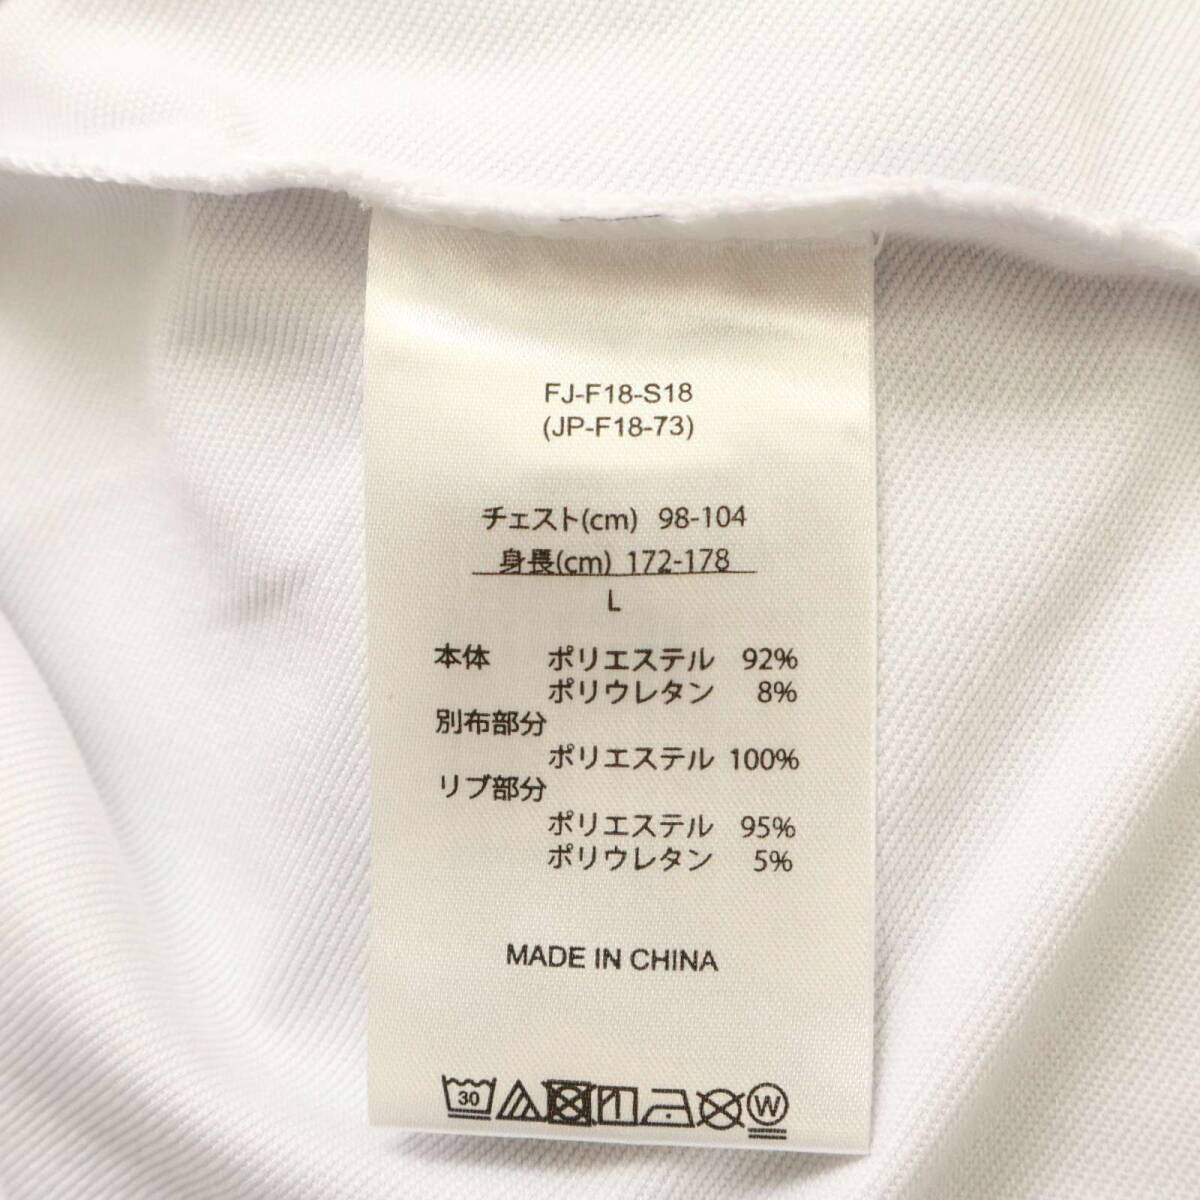 FJ-F18-S18
(JP-F18-73)
チェスト(cm) 98-104
身長(cm) 172-178
L
本体 ポリエステル 92%
ポリウレタン 8%
別布部分
ポリエステル 100%
リブ部分
ポリエステル 95%
ポリウレタン 5%
MADE IN CHINA
30 W